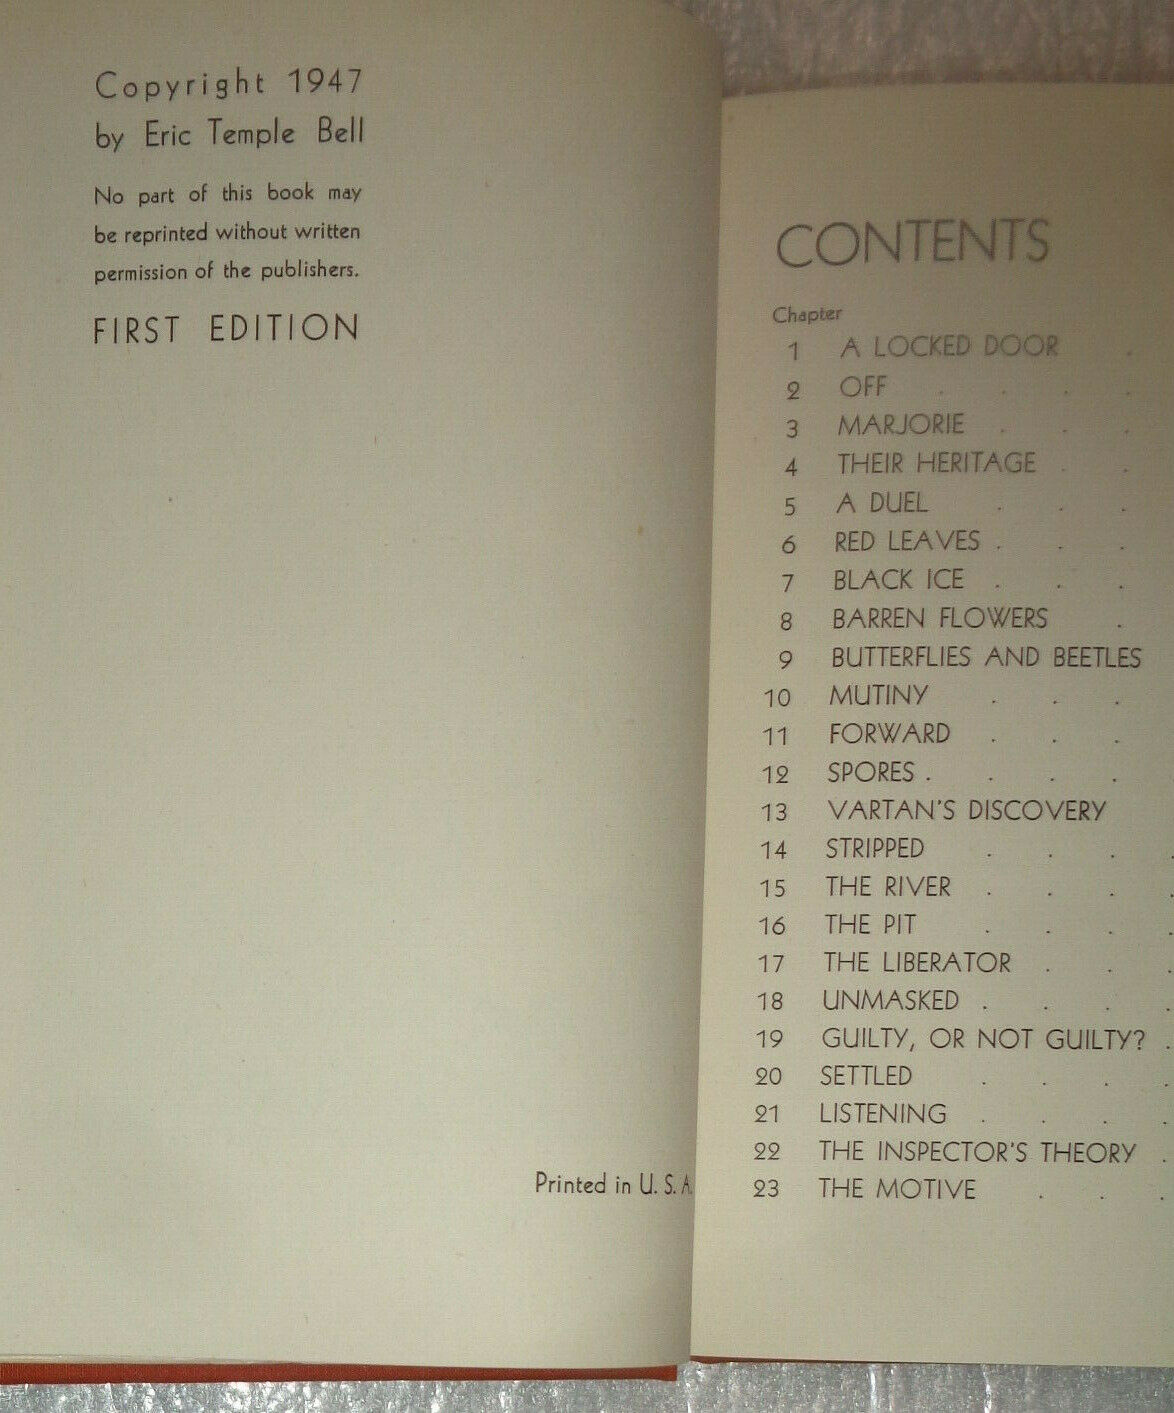 Copyright 1947
by Eric Temple Bell
No part of this book may
be reprinted without written
permission of the publishers.
FIRST EDITION
Printed in U. S. A.
CONTENTS
Chapter
1 A LOCKED DOOR .
2 OFF . . . .
3 MARJORIE . . .
4 THEIR HERITAGE . .
5 A DUEL . . .
6 RED LEAVES . . .
7 BLACK ICE . . .
8 BARREN FLOWERS .
9 BUTTERFLIES AND BEETLES
10 MUTINY . . .
11 FORWARD . . .
12 SPORES . . . .
13 VARTAN'S DISCOVERY
14 STRIPPED . . . .
15 THE RIVER . . . .
16 THE PIT . . . .
17 THE LIBERATOR . . .
18 UNMASKED . . . .
19 GUILTY, OR NOT GUILTY? .
20 SETTLED . . . .
21 LISTENING . . . .
22 THE INSPECTOR'S THEORY .
23 THE MOTIVE . . .